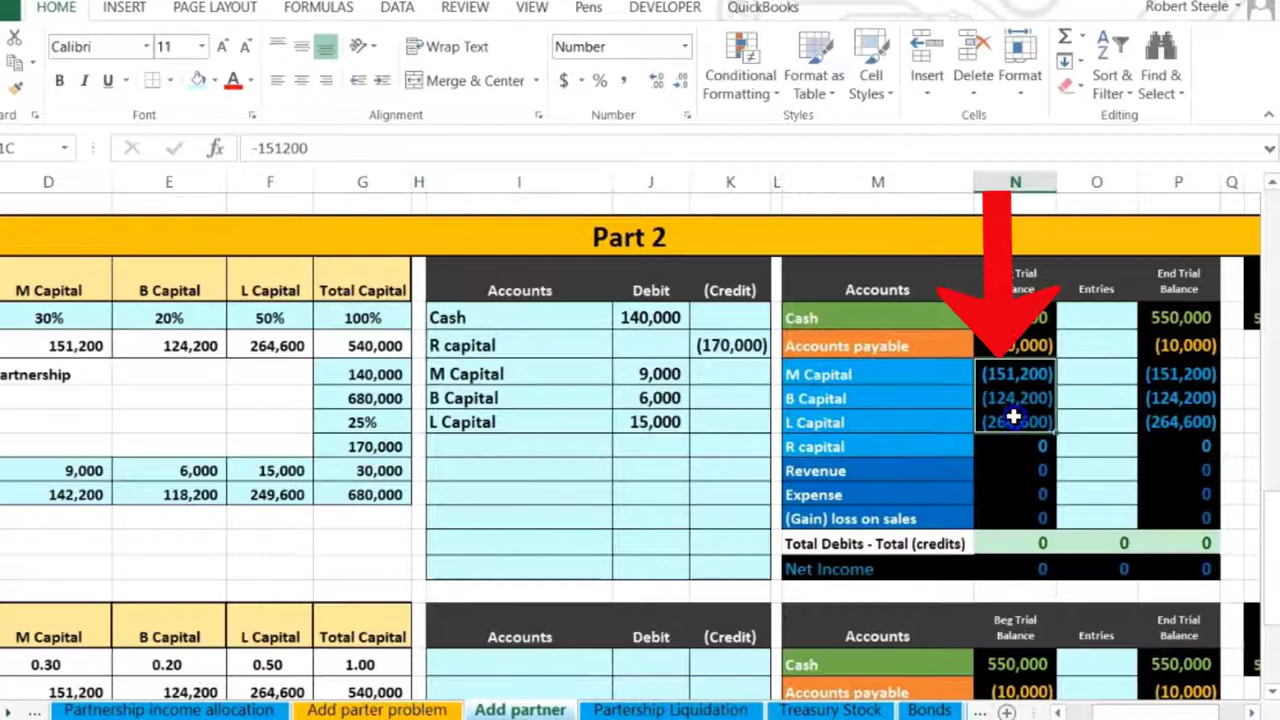 HOME INSERT PAGE LAYOUT FORMULAS DATA REVIEW VIEW Pens DEVELOPER QuickBooks Robert Steele
Calibri 11 A A Wrap Text Number
B I U A Merge & Center $ % , Conditional Formatting Format as Table Cell Styles Insert Delete Format Sort & Filter Find & Select
ard Font Alignment Number Styles Cells Editing
1C fx -151200
D E F G H I J K L M N O P Q
Part 2
M Capital B Capital L Capital Total Capital Accounts Debit (Credit) Accounts Trial Balance Entries End Trial Balance
30% 20% 50% 100% Cash 140,000 Cash 550,000
151,200 124,200 264,600 540,000 R capital (170,000) Accounts payable (10,000)
artnership 140,000 M Capital 9,000 M Capital (151,200) (151,200)
680,000 B Capital 6,000 B Capital (124,200) (124,200)
25% L Capital 15,000 L Capital (264,600)
170,000 R capital 0 0
9,000 6,000 15,000 30,000 Revenue 0 0
142,200 118,200 249,600 680,000 Expense 0 0
(Gain) loss on sales 0 0
Total Debits - Total (credits) 0 0 0
Net Income 0 0 0
M Capital B Capital L Capital Total Capital Accounts Debit (Credit) Accounts Beg Trial Balance Entries End Trial Balance
0.30 0.20 0.50 1.00 Cash 550,000 550,000
151,200 124,200 264,600 540,000 Accounts payable (10,000) (10,000)
... Partnership income allocation Add parter problem Add partner Partership Liquidation Treasury Stock Bonds ...